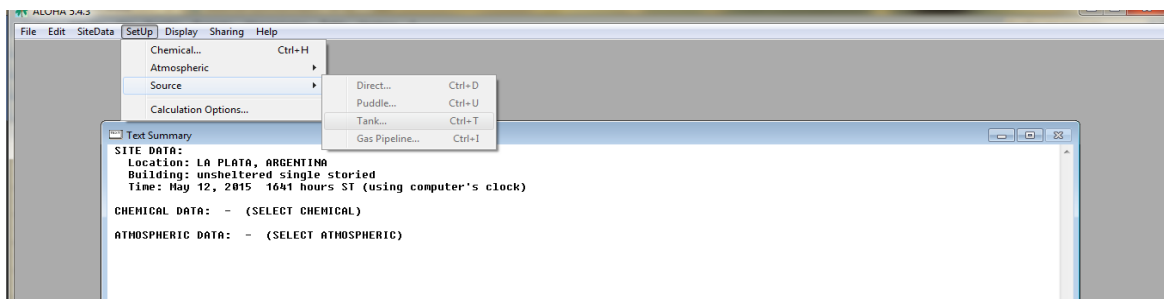 ALOHA 5.4.3
File Edit SiteData SetUp Display Sharing Help
Chemical... Ctrl+H
Atmospheric
Source
Calculation Options...
Direct... Ctrl+D
Puddle... Ctrl+U
Tank... Ctrl+T
Gas Pipeline... Ctrl+I
Text Summary
SITE DATA:
Location: LA PLATA, ARGENTINA
Building: unsheltered single storied
Time: May 12, 2015 1641 hours ST (using computer's clock)
CHEMICAL DATA: - (SELECT CHEMICAL)
ATMOSPHERIC DATA: - (SELECT ATMOSPHERIC)